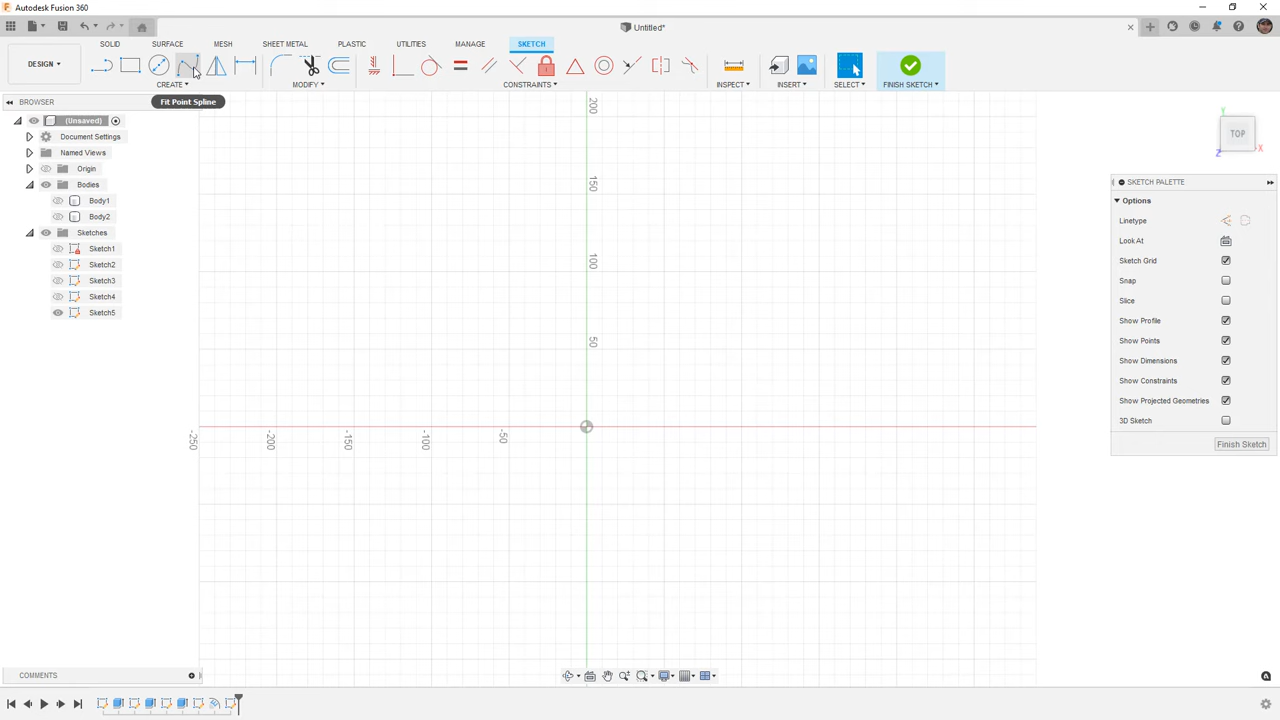 Autodesk Fusion 360
Untitled*
DESIGN
SOLID
SURFACE
MESH
SHEET METAL
PLASTIC
UTILITIES
MANAGE
SKETCH
CREATE
MODIFY
CONSTRAINTS
INSPECT
INSERT
SELECT
FINISH SKETCH
BROWSER
Fit Point Spline
(Unsaved)
Document Settings
Named Views
Origin
Bodies
Body1
Body2
Sketches
Sketch1
Sketch2
Sketch3
Sketch4
Sketch5
200
150
100
50
-250
-200
-150
-100
-50
Y
TOP
X
Z
SKETCH PALETTE
Options
Linetype
Look At
Sketch Grid
Snap
Slice
Show Profile
Show Points
Show Dimensions
Show Constraints
Show Projected Geometries
3D Sketch
Finish Sketch
COMMENTS